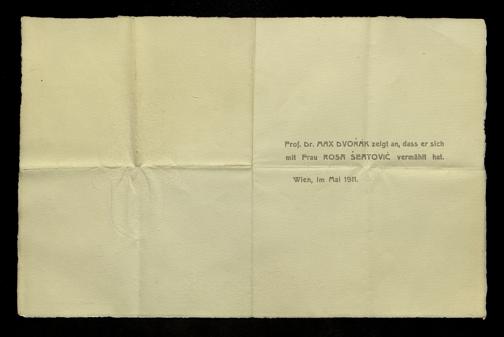 Prof. Dr. MAX DVOŘÁK zeigt an, dass er sich
mit Frau ROSA ŠERTOVIĆ vermählt hat.
Wien, im Mai 1911.